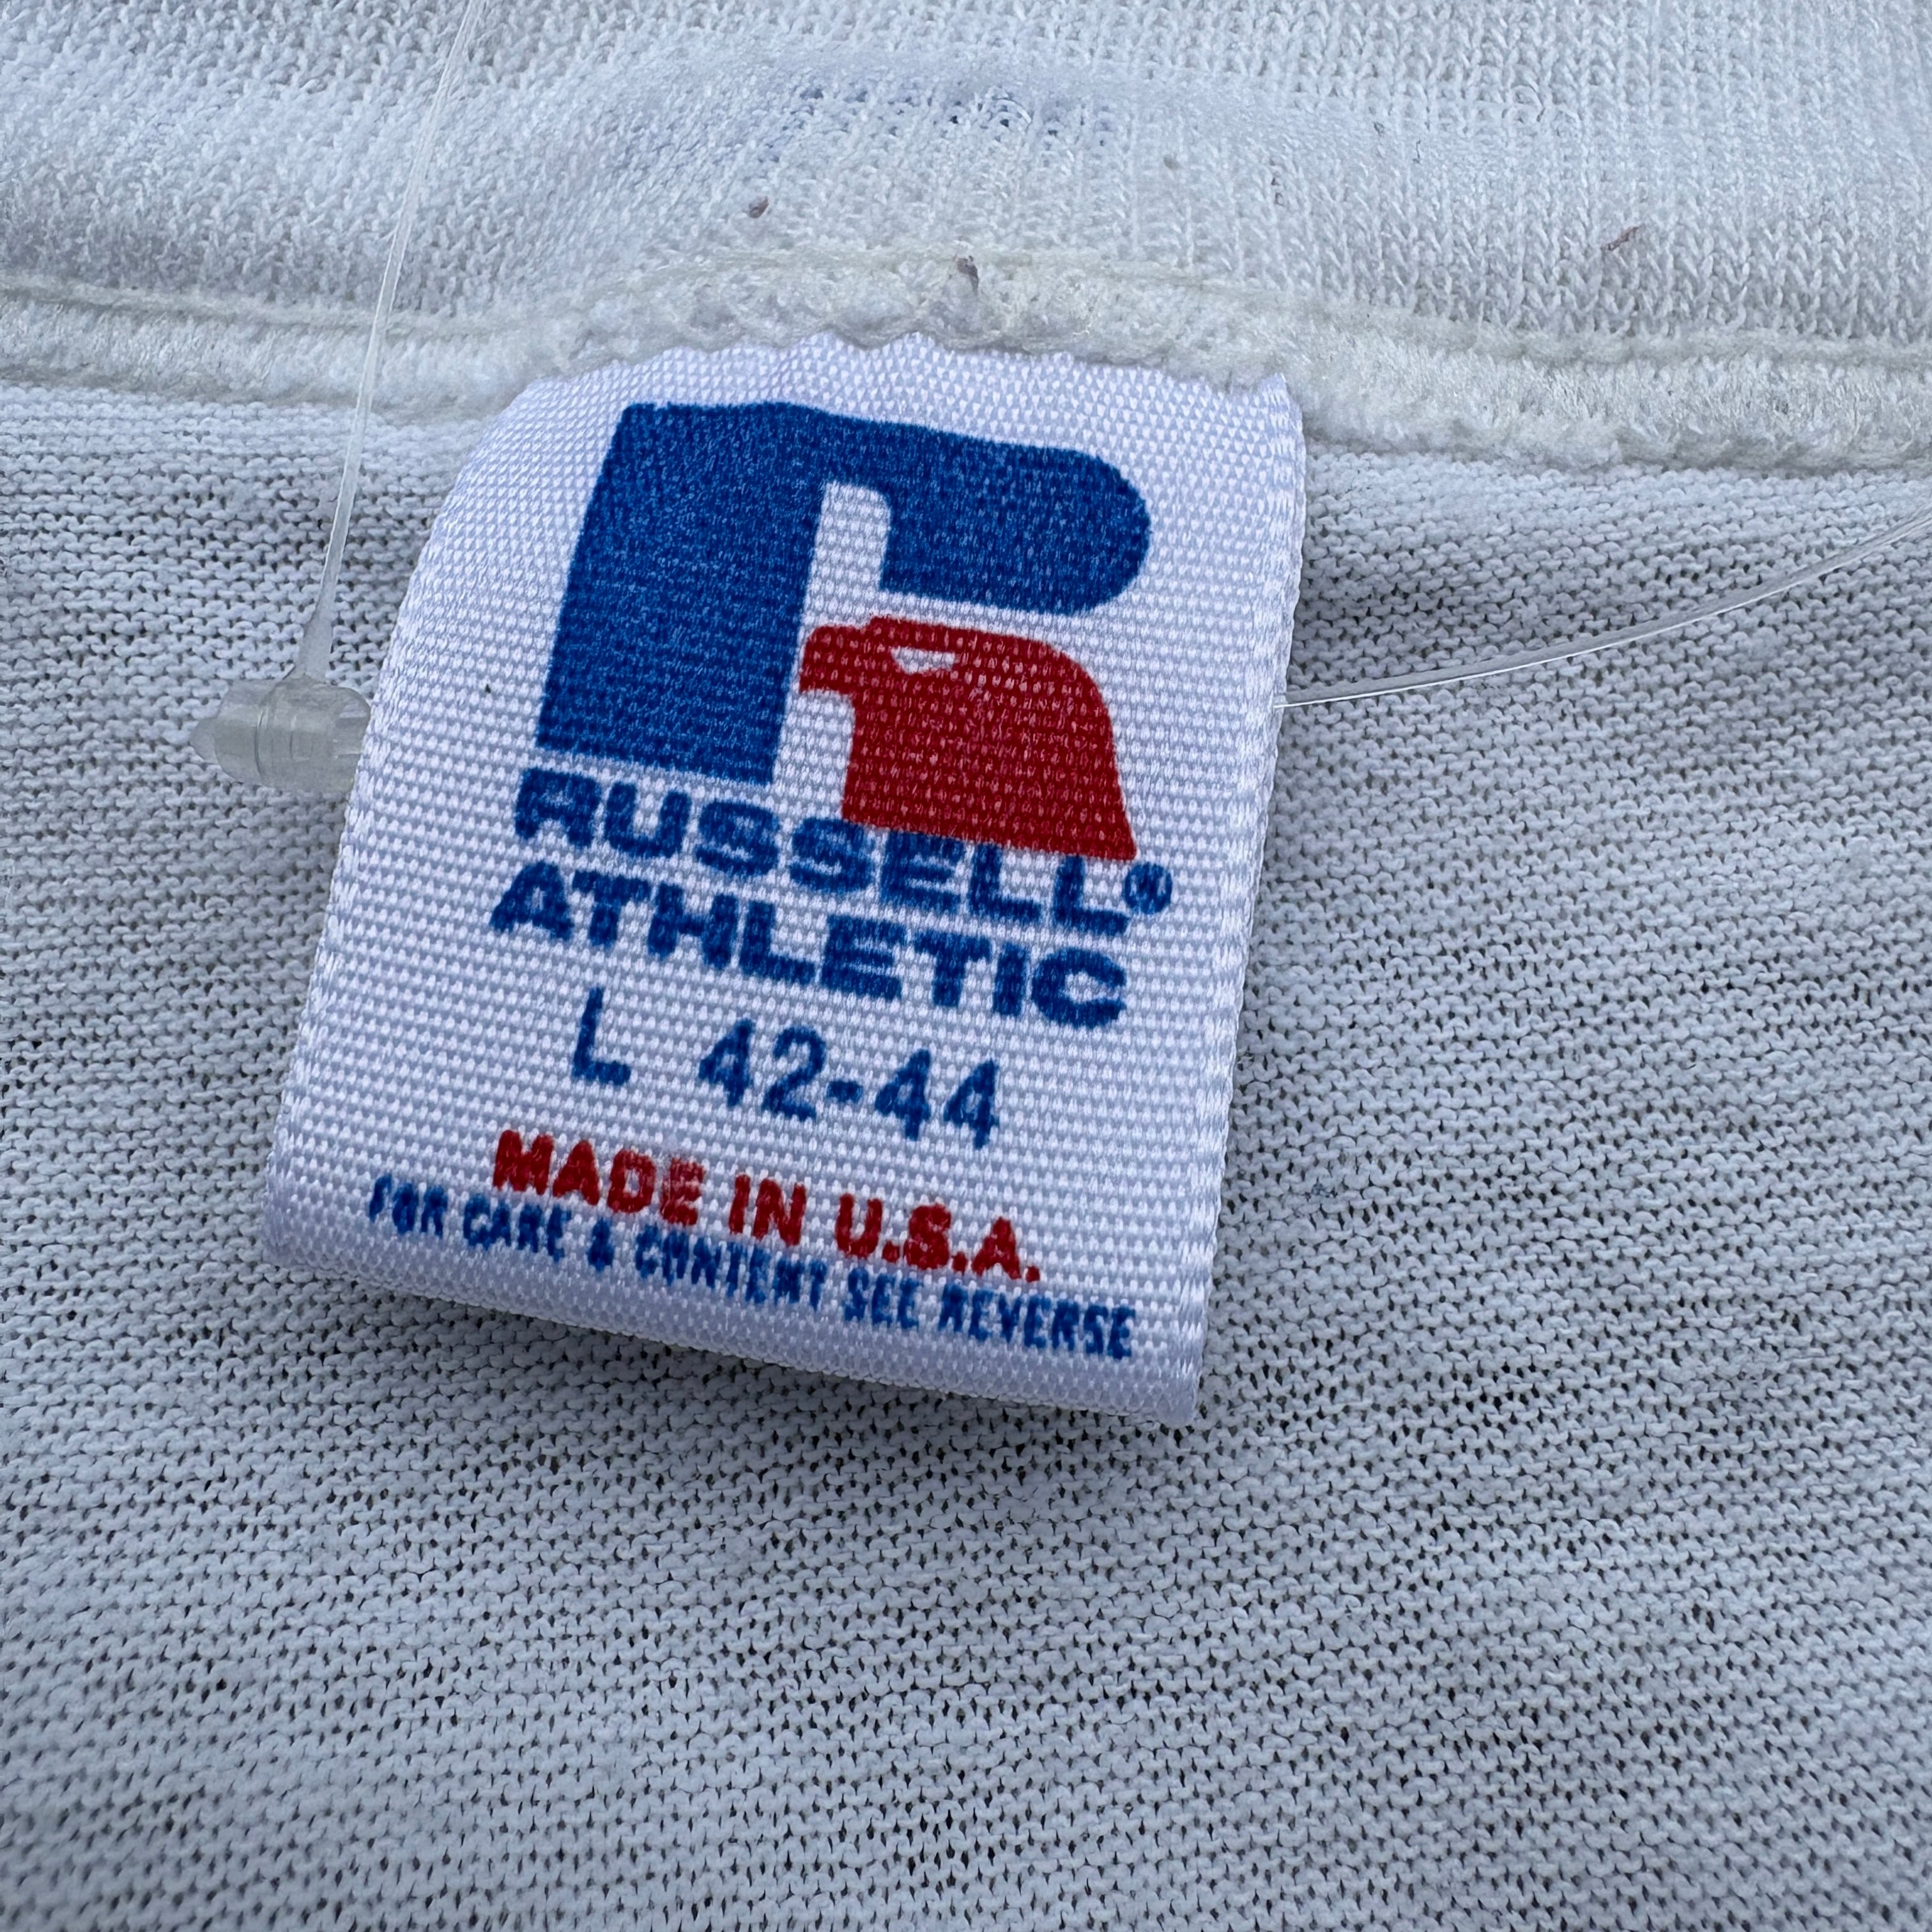 RUSSELL®
ATHLETIC
L 42-44
MADE IN U.S.A.
FOR CARE & CONTENT SEE REVERSE